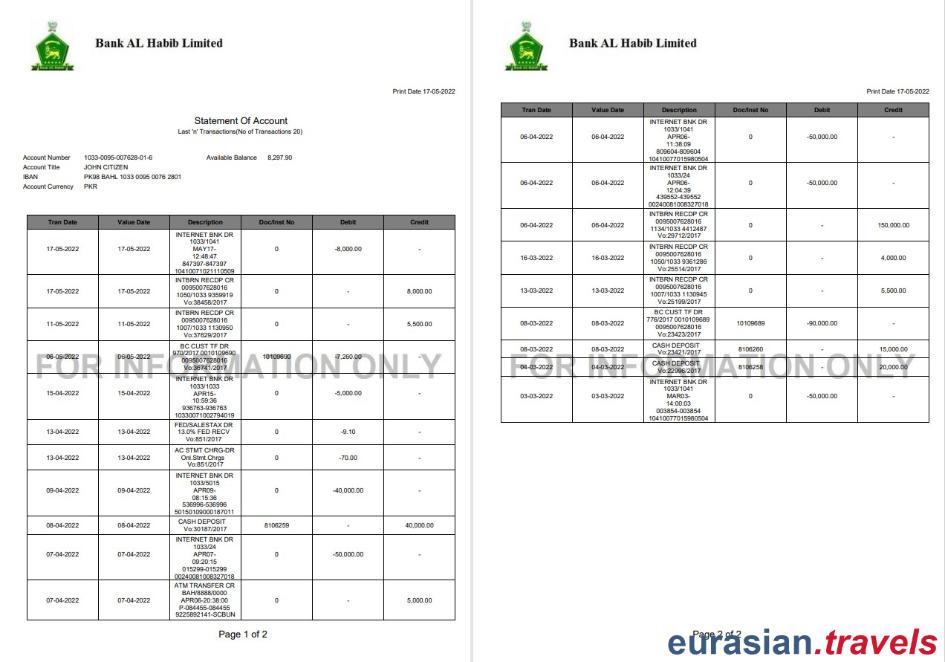 Bank AL Habib Limited
Print Date 17-05-2022
Statement Of Account
Last 'n' Transactions(No of Transactions 20)
Account Number 1033-0095-007628-01-6 Available Balance 8,297.90
Account Title JOHN CITIZEN
IBAN PK98 BAHL 1033 0095 0076 2801
Account Currency PKR
Tran Date Value Date Description Doc/Inst No Debit Credit
INTERNET BNK DR
1033/1041
MAY17-
17-05-2022 17-05-2022 0 -8,000.00 -
12:48:47
847397-847397
10410071021110509
INTBRN RECDP CR
0095007628016
17-05-2022 17-05-2022 0 - 8,000.00
1050/1033 9359919
Vo:38458/2017
INTBRN RECDP CR
0095007628016
11-05-2022 11-05-2022 0 - 5,500.00
1007/1033 1130950
Vo:37629/2017
BC CUST TF DR
970/2017 0010109690
06-05-2022 06-05-2022 10109690 -7,260.00 -
0095007628016
Vo:36741/2017
FOR INFORMATION ONLY
INTERNET BNK DR
1033/1033
APR15-
15-04-2022 15-04-2022 0 -5,000.00 -
10:59:36
936763-936763
10330071002794019
FED/SALESTAX DR
13-04-2022 13-04-2022 13.0% FED RECV 0 -9.10 -
Vo:851/2017
AC STMT CHRG-DR
13-04-2022 13-04-2022 Onl.Stmt.Chrgs - -70.00 -
Vo:851/2017
INTERNET BNK DR
1033/5015
APR09-
09-04-2022 09-04-2022 0 -40,000.00 -
08:15:36
536996-536996
50150109000187011
CASH DEPOSIT
08-04-2022 08-04-2022 8106259 - 40,000.00
Vo:30187/2017
INTERNET BNK DR
1033/24
APR07-
07-04-2022 07-04-2022 0 -50,000.00 -
09:20:15
015299-015299
00240081008327018
ATM TRANSFER CR
BAH/8888/0000
07-04-2022 07-04-2022 APR06-20:38:00 0 - 5,000.00
P-084455-084455
9225892141-SCBUN
Page 1 of 2
Bank AL Habib Limited
Print Date 17-05-2022
Tran Date Value Date Description Doc/Inst No Debit Credit
INTERNET BNK DR
1033/1041
APR06-
06-04-2022 06-04-2022 0 -50,000.00 -
11:38:09
809604-809604
10410077015980504
INTERNET BNK DR
1033/24
APR06-
06-04-2022 06-04-2022 0 -50,000.00 -
12:04:39
439552-439552
00240081008327018
INTBRN RECDP CR
0095007628016
06-04-2022 06-04-2022 0 - 150,000.00
1134/1033 4412487
Vo:29712/2017
INTBRN RECDP CR
0095007628016
16-03-2022 16-03-2022 0 - 4,000.00
1050/1033 9361286
Vo:25514/2017
INTBRN RECDP CR
0095007628016
13-03-2022 13-03-2022 0 - 5,500.00
1007/1033 1130945
Vo:25199/2017
BC CUST TF DR
776/2017 0010109689
08-03-2022 08-03-2022 10109689 -90,000.00 -
0095007628016
Vo:23423/2017
CASH DEPOSIT
08-03-2022 08-03-2022 8106260 - 15,000.00
Vo:23421/2017
CASH DEPOSIT
04-03-2022 04-03-2022 8106258 - 20,000.00
Vo:22996/2017
FOR INFORMATION ONLY
INTERNET BNK DR
1033/1041
MAR03-
03-03-2022 03-03-2022 0 -50,000.00 -
14:00:03
003854-003854
10410077015980504
Page 2 of 2
eurasian.travels